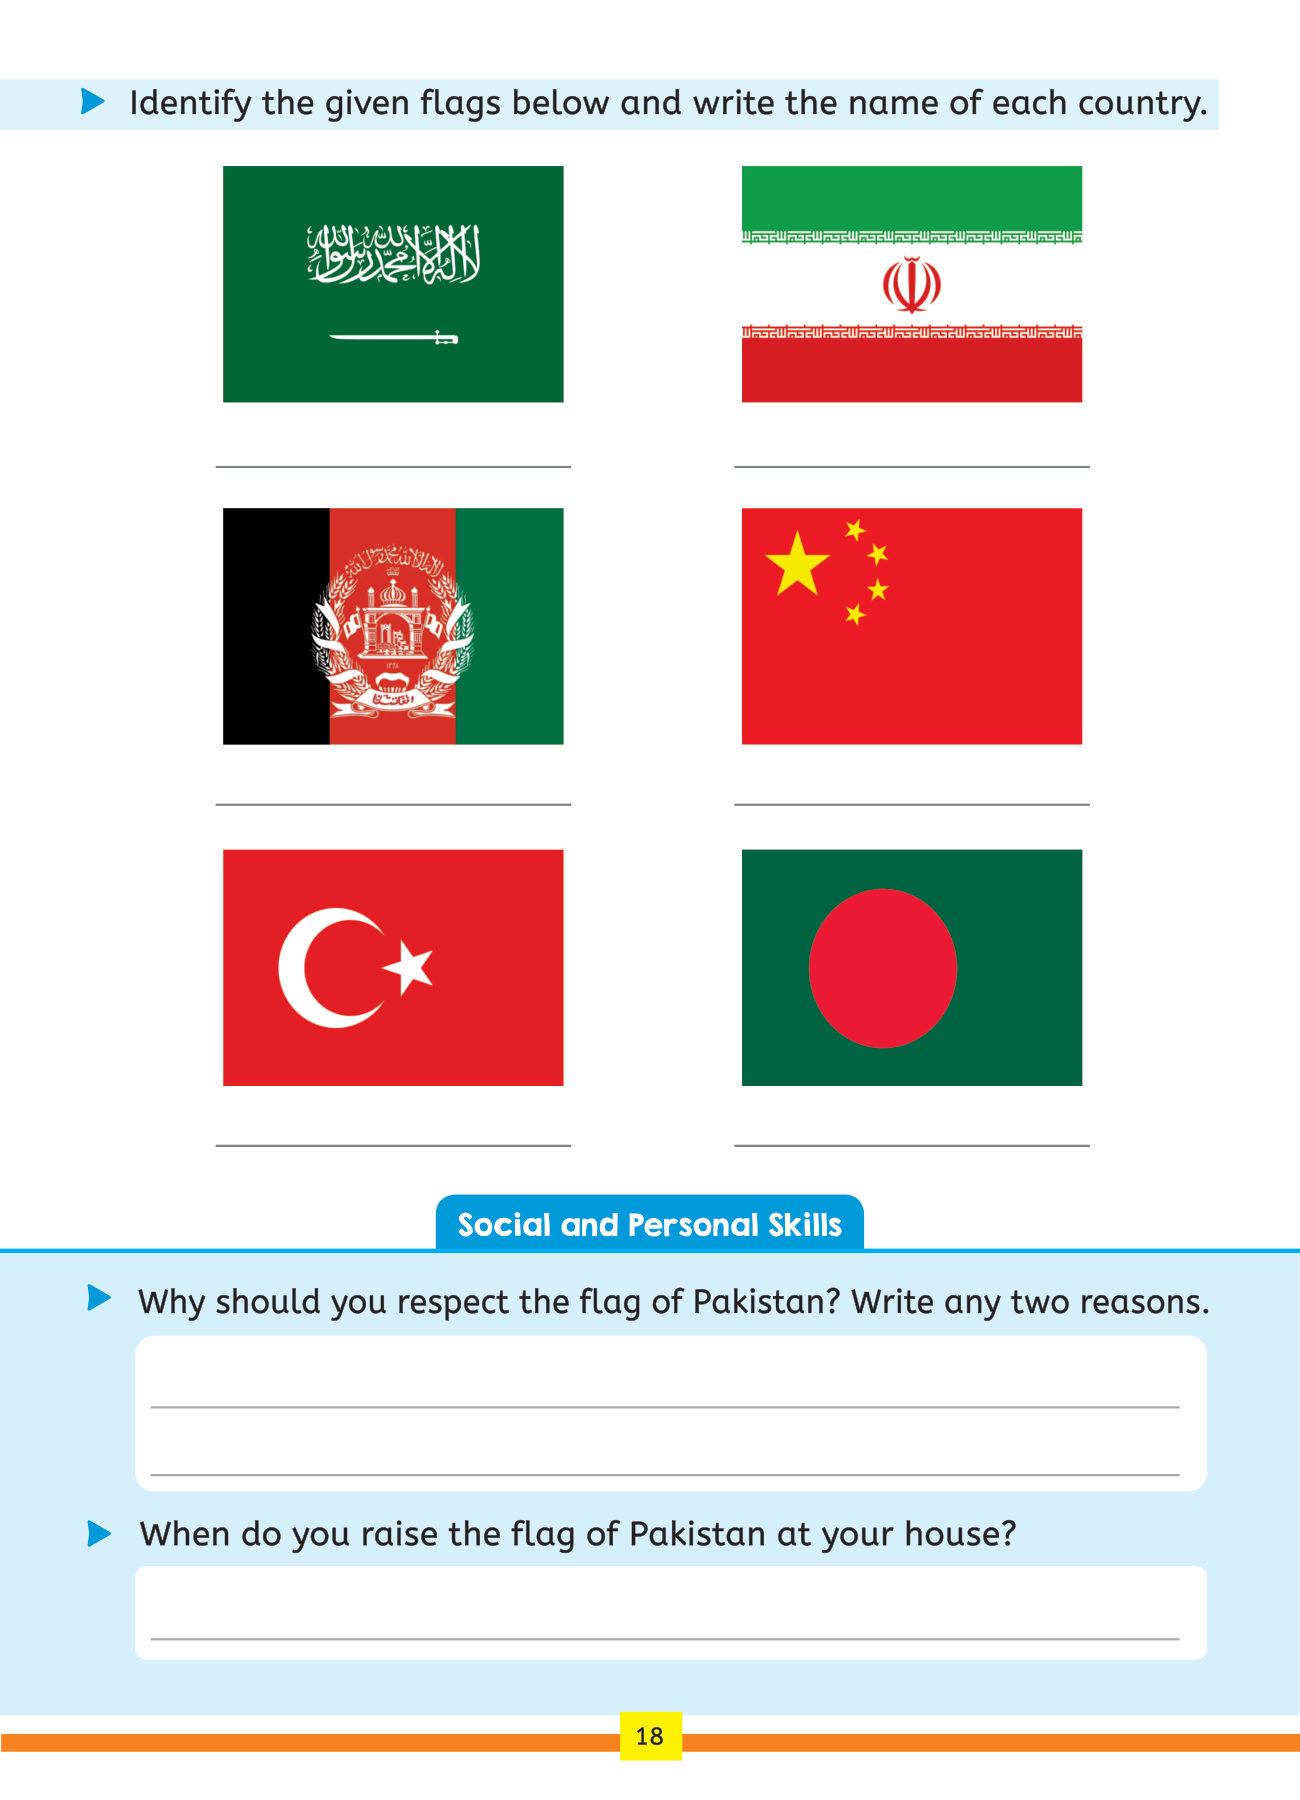 Identify the given flags below and write the name of each country.
لا إله إلا الله محمد رسول الله
Social and Personal Skills
Why should you respect the flag of Pakistan? Write any two reasons.
When do you raise the flag of Pakistan at your house?
18